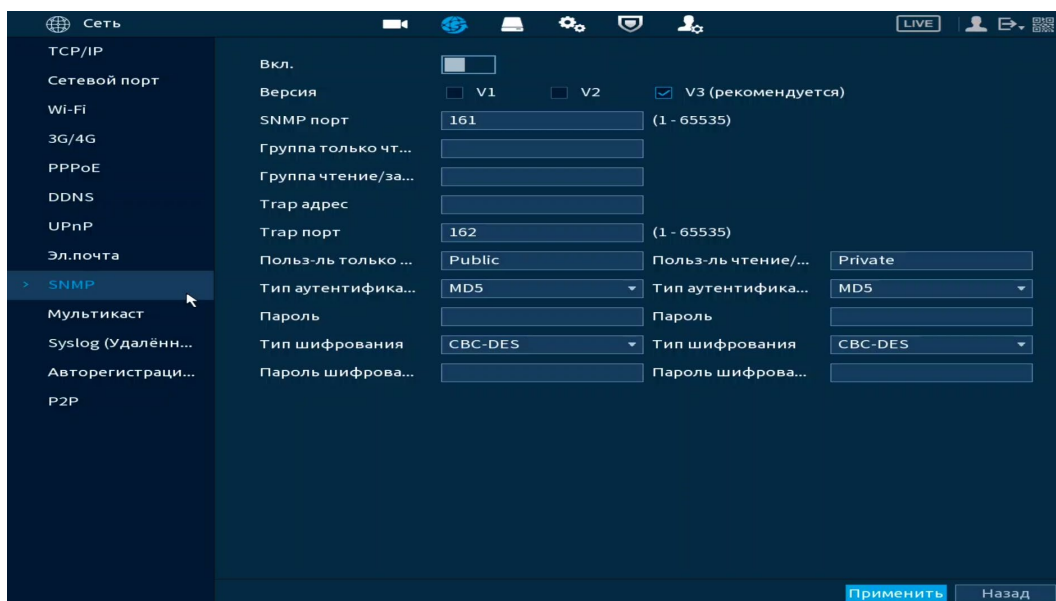 Сеть
LIVE
TCP/IP
Сетевой порт
Wi-Fi
3G/4G
PPPoE
DDNS
UPnP
Эл.почта
> SNMP
Мультикаст
Syslog (Удалённ...
Авторегистраци...
P2P
Вкл.
Версия V1 V2 V3 (рекомендуется)
SNMP порт 161 (1 - 65535)
Группа только чт...
Группа чтение/за...
Trap адрес
Trap порт 162 (1 - 65535)
Польз-ль только ... Public Польз-ль чтение/... Private
Тип аутентифика... MD5 Тип аутентифика... MD5
Пароль Пароль
Тип шифрования CBC-DES Тип шифрования CBC-DES
Пароль шифрова... Пароль шифрова...
Применить Назад